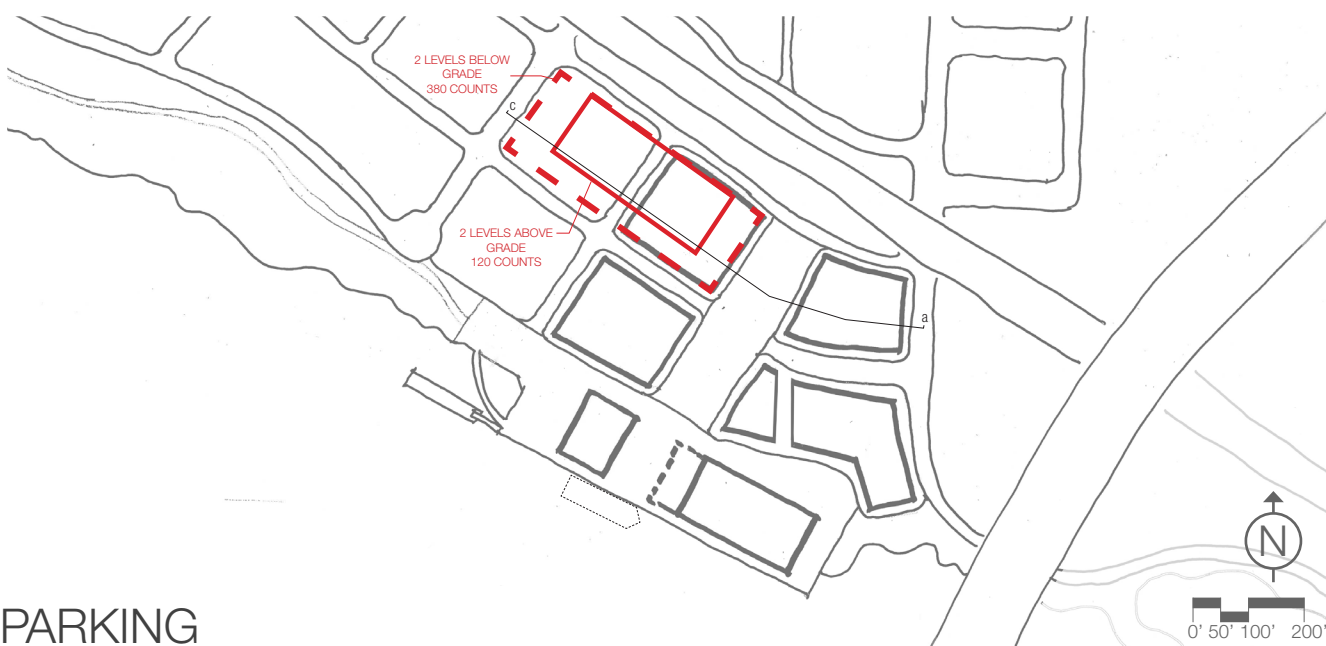 2 LEVELS BELOW
GRADE
380 COUNTS
c
2 LEVELS ABOVE
GRADE
120 COUNTS
a
N
PARKING
0' 50' 100' 200'